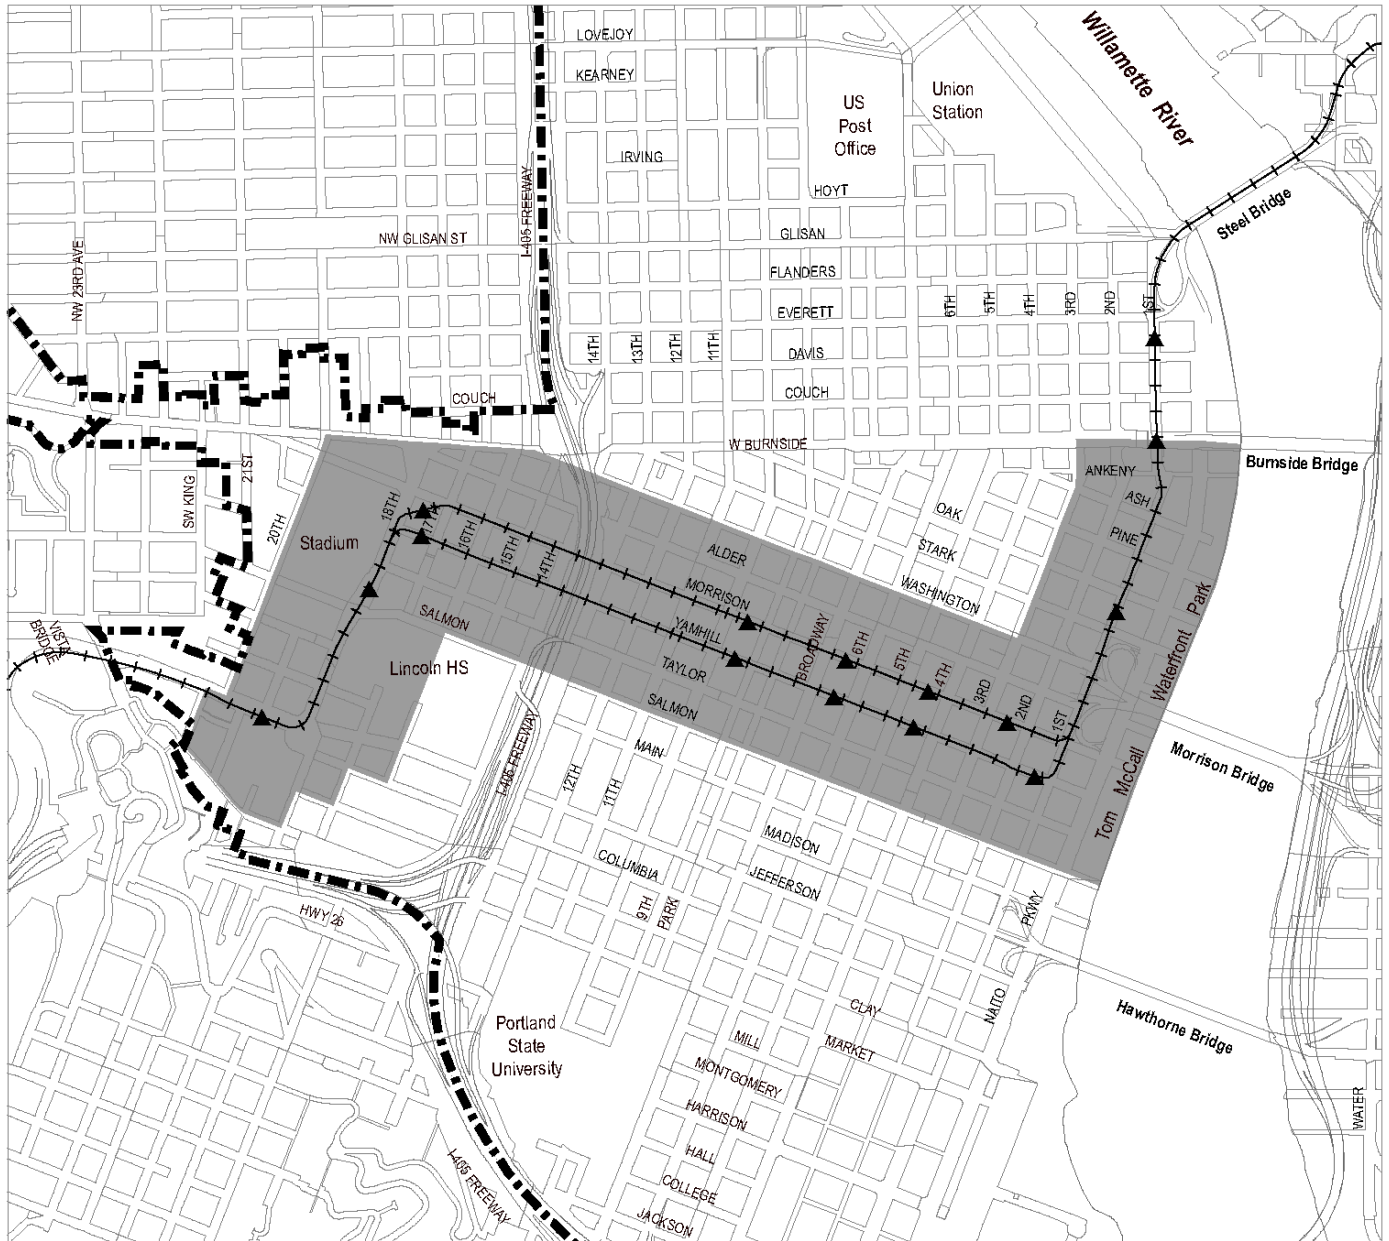 LOVEJOY
KEARNEY
Willamette River
US
Post
Office
Union
Station
IRVING
HOYT
I-405 FREEWAY
NW GLISAN ST
GLISAN
NW 23RD AVE
FLANDERS
EVERETT
6TH
5TH
4TH
3RD
2ND
1ST
Steel Bridge
14TH
13TH
12TH
11TH
DAVIS
COUCH
COUCH
W BURNSIDE
Burnside Bridge
ANKENY
ASH
PINE
OAK
STARK
WASHINGTON
21ST
SW KING
20TH
18TH
17TH
16TH
15TH
14TH
Stadium
ALDER
MORRISON
YAMHILL
TAYLOR
SALMON
SALMON
BROADWAY
6TH
5TH
4TH
3RD
2ND
1ST
VISTA
BRIDGE
Lincoln HS
Tom McCall Waterfront Park
Morrison Bridge
I-405 FREEWAY
MAIN
12TH
11TH
MADISON
COLUMBIA
JEFFERSON
HWY 26
9TH
PARK
NAITO PKWY
Hawthorne Bridge
CLAY
Portland
State
University
MILL
MARKET
MONTGOMERY
HARRISON
WATER
HALL
COLLEGE
JACKSON
I-405 FREEWAY